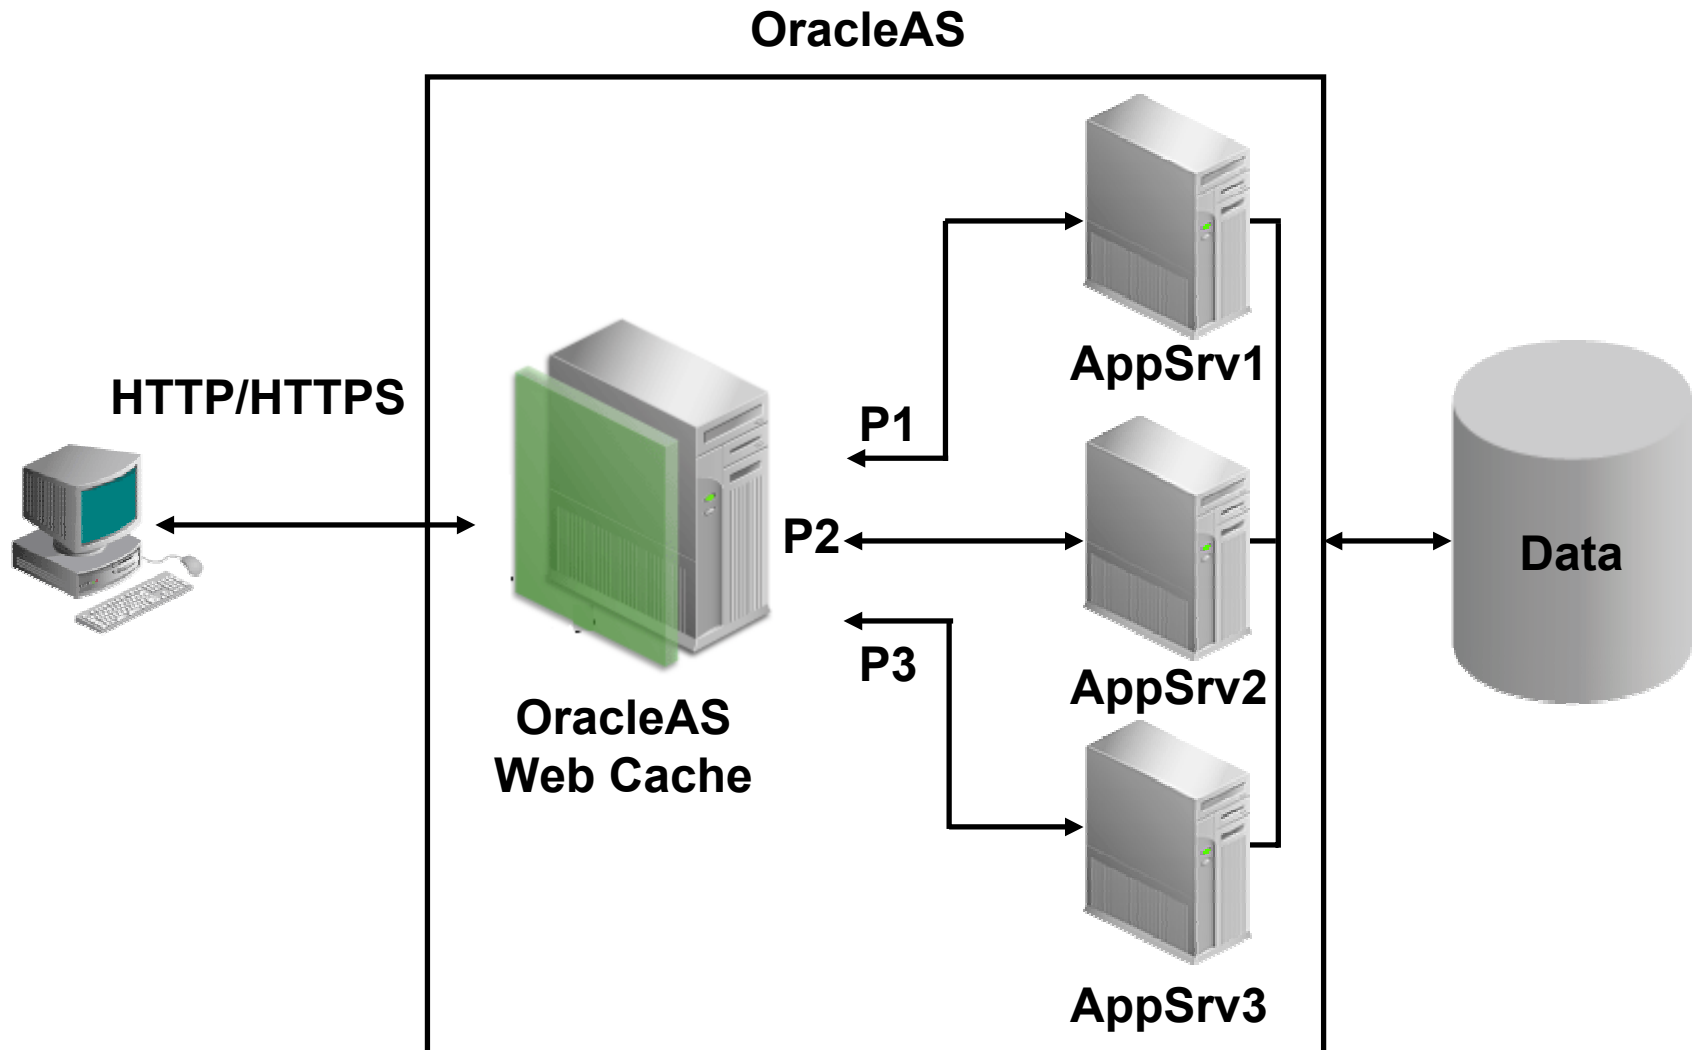 OracleAS
HTTP/HTTPS
OracleAS
Web Cache
P1
P2
P3
AppSrv1
AppSrv2
AppSrv3
Data